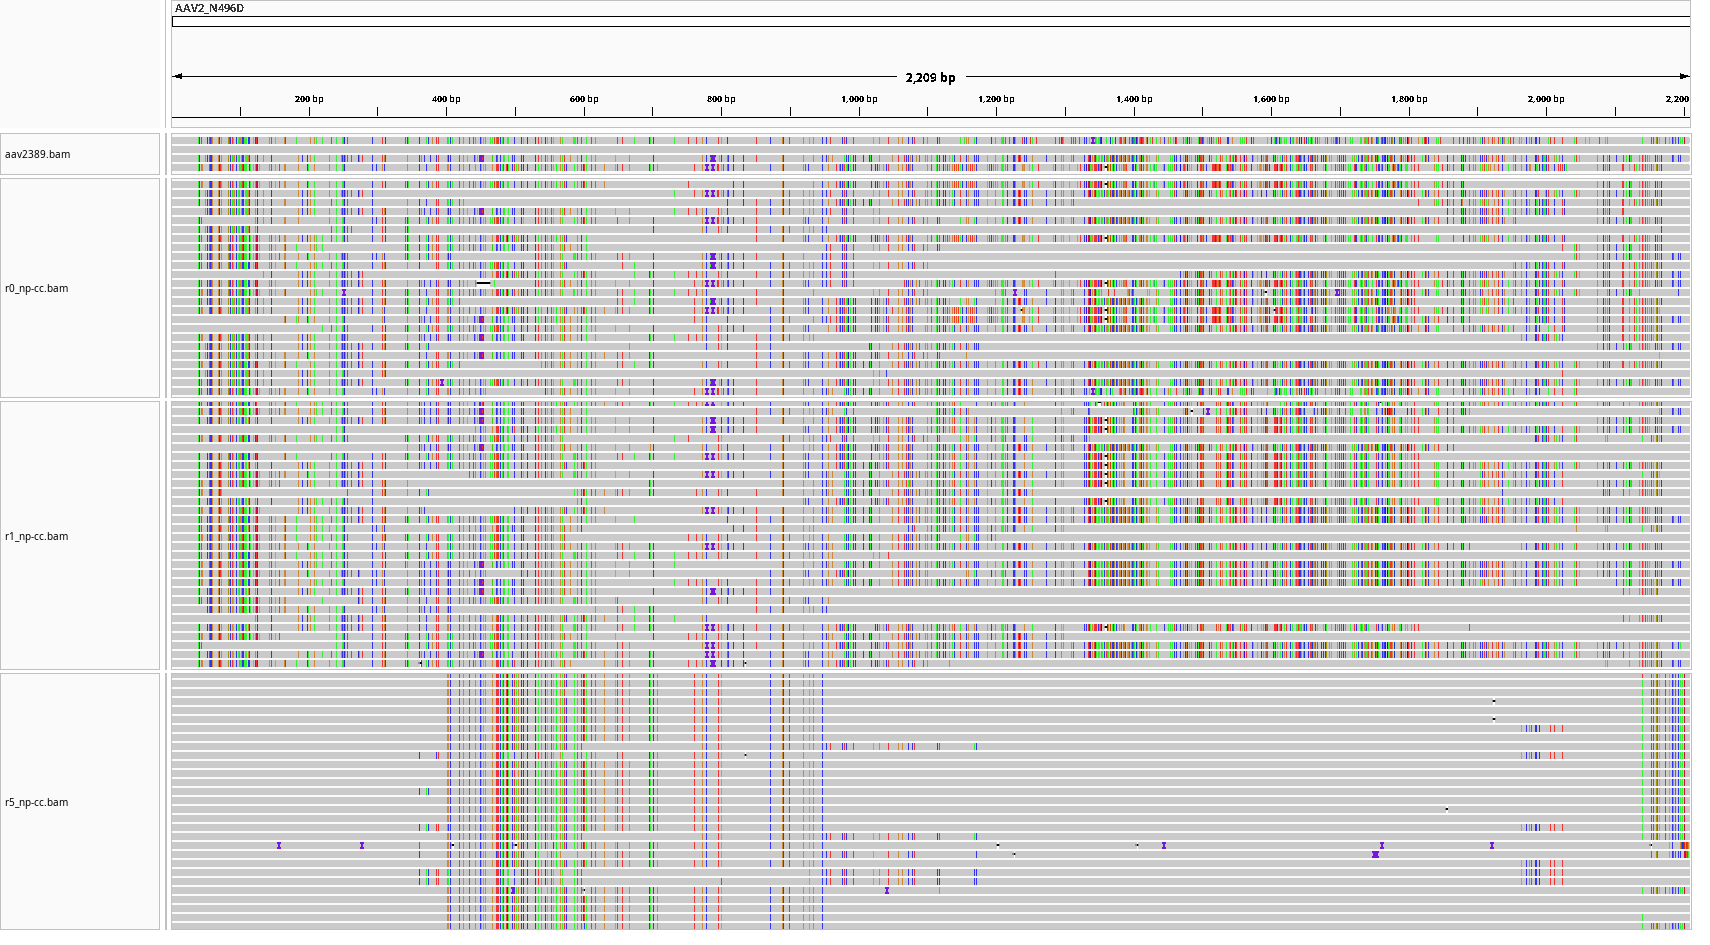 AAV2_N496D
2,209 bp
200 bp 400 bp 600 bp 800 bp 1,000 bp 1,200 bp 1,400 bp 1,600 bp 1,800 bp 2,000 bp 2,200
aav2389.bam
r0_np-cc.bam
r1_np-cc.bam
r5_np-cc.bam